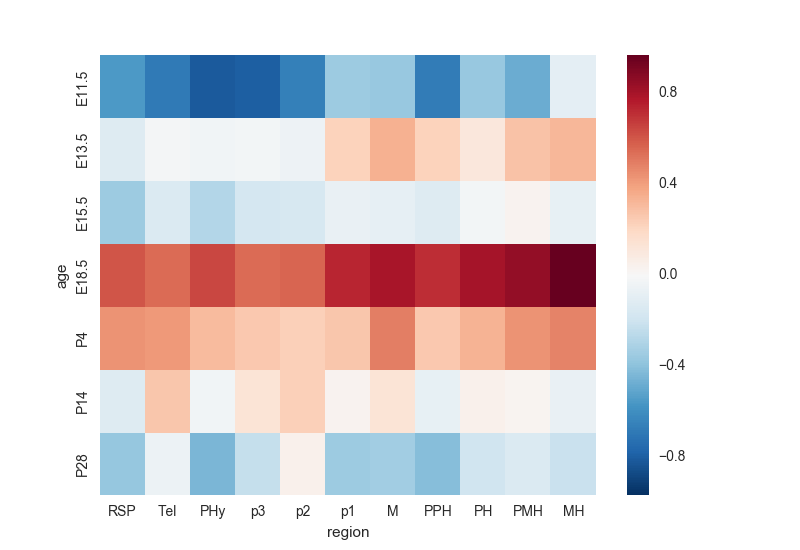 E11.5
E13.5
E15.5
E18.5
P4
P14
P28
age
RSP Tel PHy p3 p2 p1 M PPH PH PMH MH
region
0.8
0.4
0.0
−0.4
−0.8